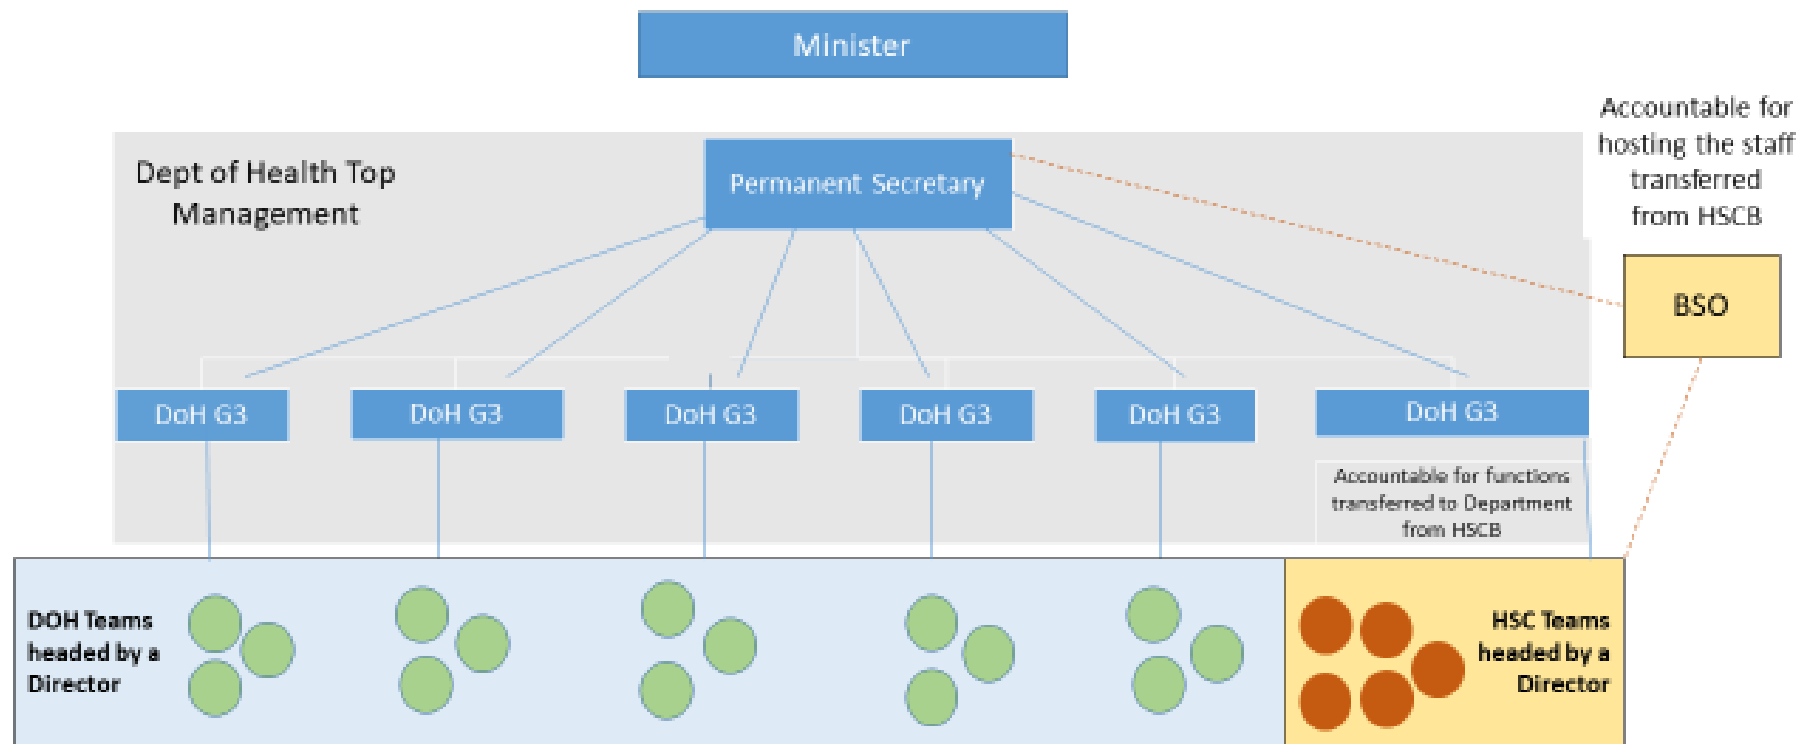 Minister
Accountable for
hosting the staff
transferred
from HSCB
Dept of Health Top
Management
Permanent Secretary
BSO
DoH G3
DoH G3
DoH G3
DoH G3
DoH G3
DoH G3
Accountable for functions
transferred to Department
from HSCB
DOH Teams
headed by a
Director
HSC Teams
headed by a
Director